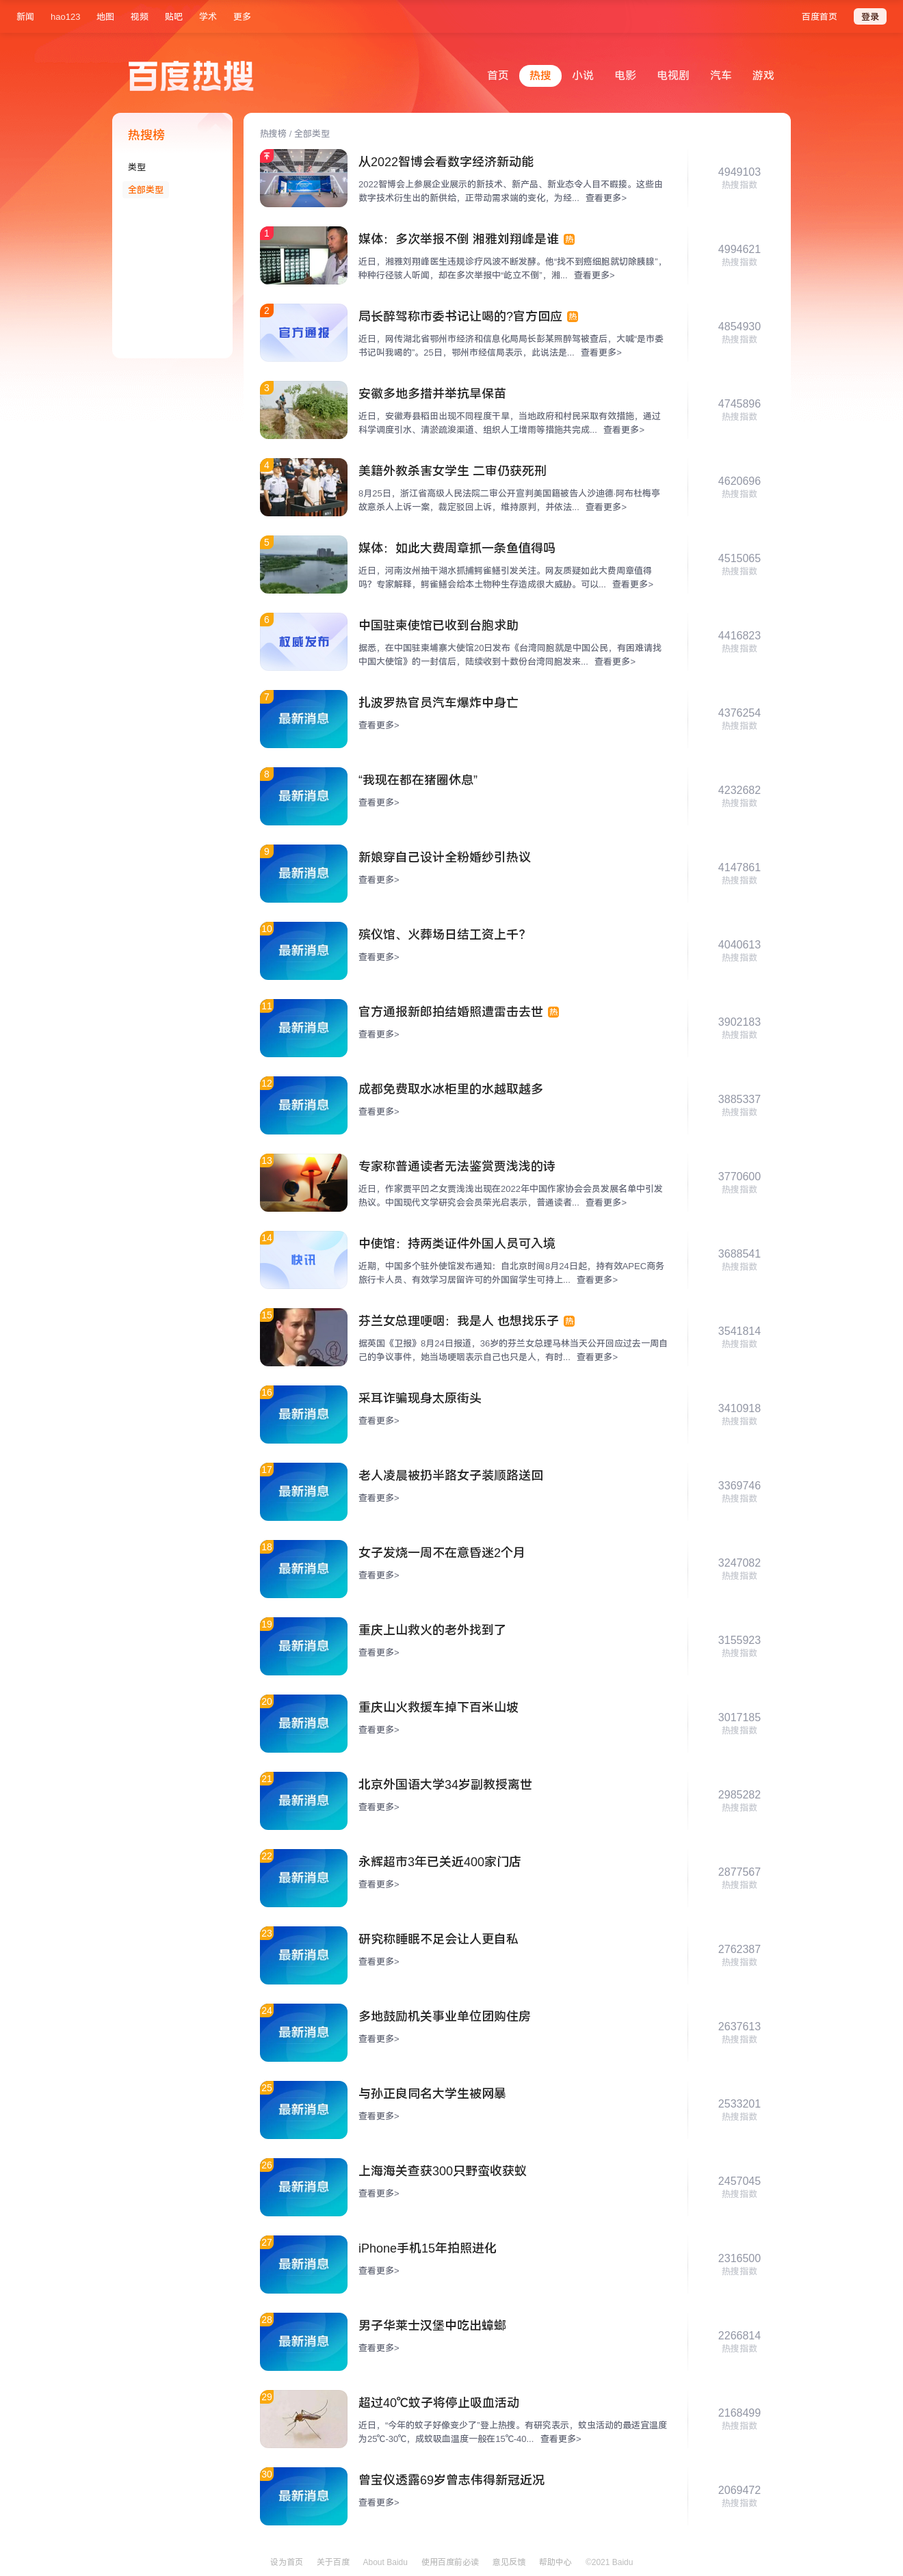 新闻 hao123 地图 视频 贴吧 学术 更多 百度首页 登录
百度热搜
首页 热搜 小说 电影 电视剧 汽车 游戏
热搜榜
类型
全部类型
热搜榜 / 全部类型
从2022智博会看数字经济新动能
2022智博会上参展企业展示的新技术、新产品、新业态令人目不暇接。这些由
数字技术衍生出的新供给，正带动需求端的变化，为经... 查看更多>
4949103
热搜指数
1
媒体：多次举报不倒 湘雅刘翔峰是谁 热
近日，湘雅刘翔峰医生违规诊疗风波不断发酵。他“找不到癌细胞就切除胰腺”，
种种行径骇人听闻，却在多次举报中“屹立不倒”，湘... 查看更多>
4994621
热搜指数
2
官方通报
局长醉驾称市委书记让喝的?官方回应 热
近日，网传湖北省鄂州市经济和信息化局局长彭某照醉驾被查后，大喊“是市委
书记叫我喝的”。25日，鄂州市经信局表示，此说法是... 查看更多>
4854930
热搜指数
3
安徽多地多措并举抗旱保苗
近日，安徽寿县稻田出现不同程度干旱，当地政府和村民采取有效措施，通过
科学调度引水、清淤疏浚渠道、组织人工增雨等措施共完成... 查看更多>
4745896
热搜指数
4
美籍外教杀害女学生 二审仍获死刑
8月25日，浙江省高级人民法院二审公开宣判美国籍被告人沙迪德·阿布杜梅亭
故意杀人上诉一案，裁定驳回上诉，维持原判，并依法... 查看更多>
4620696
热搜指数
5
媒体：如此大费周章抓一条鱼值得吗
近日，河南汝州抽干湖水抓捕鳄雀鳝引发关注。网友质疑如此大费周章值得
吗？专家解释，鳄雀鳝会给本土物种生存造成很大威胁。可以... 查看更多>
4515065
热搜指数
6
权威发布
中国驻柬使馆已收到台胞求助
据悉，在中国驻柬埔寨大使馆20日发布《台湾同胞就是中国公民，有困难请找
中国大使馆》的一封信后，陆续收到十数份台湾同胞发来... 查看更多>
4416823
热搜指数
7
最新消息
扎波罗热官员汽车爆炸中身亡
查看更多>
4376254
热搜指数
8
最新消息
“我现在都在猪圈休息”
查看更多>
4232682
热搜指数
9
最新消息
新娘穿自己设计全粉婚纱引热议
查看更多>
4147861
热搜指数
10
最新消息
殡仪馆、火葬场日结工资上千?
查看更多>
4040613
热搜指数
11
最新消息
官方通报新郎拍结婚照遭雷击去世 热
查看更多>
3902183
热搜指数
12
最新消息
成都免费取水冰柜里的水越取越多
查看更多>
3885337
热搜指数
13
专家称普通读者无法鉴赏贾浅浅的诗
近日，作家贾平凹之女贾浅浅出现在2022年中国作家协会会员发展名单中引发
热议。中国现代文学研究会会员荣光启表示，普通读者... 查看更多>
3770600
热搜指数
14
快讯
中使馆：持两类证件外国人员可入境
近期，中国多个驻外使馆发布通知：自北京时间8月24日起，持有效APEC商务
旅行卡人员、有效学习居留许可的外国留学生可持上... 查看更多>
3688541
热搜指数
15
芬兰女总理哽咽：我是人 也想找乐子 热
据英国《卫报》8月24日报道，36岁的芬兰女总理马林当天公开回应过去一周自
己的争议事件，她当场哽咽表示自己也只是人，有时... 查看更多>
3541814
热搜指数
16
最新消息
采耳诈骗现身太原街头
查看更多>
3410918
热搜指数
17
最新消息
老人凌晨被扔半路女子装顺路送回
查看更多>
3369746
热搜指数
18
最新消息
女子发烧一周不在意昏迷2个月
查看更多>
3247082
热搜指数
19
最新消息
重庆上山救火的老外找到了
查看更多>
3155923
热搜指数
20
最新消息
重庆山火救援车掉下百米山坡
查看更多>
3017185
热搜指数
21
最新消息
北京外国语大学34岁副教授离世
查看更多>
2985282
热搜指数
22
最新消息
永辉超市3年已关近400家门店
查看更多>
2877567
热搜指数
23
最新消息
研究称睡眠不足会让人更自私
查看更多>
2762387
热搜指数
24
最新消息
多地鼓励机关事业单位团购住房
查看更多>
2637613
热搜指数
25
最新消息
与孙正良同名大学生被网暴
查看更多>
2533201
热搜指数
26
最新消息
上海海关查获300只野蛮收获蚁
查看更多>
2457045
热搜指数
27
最新消息
iPhone手机15年拍照进化
查看更多>
2316500
热搜指数
28
最新消息
男子华莱士汉堡中吃出蟑螂
查看更多>
2266814
热搜指数
29
超过40℃蚊子将停止吸血活动
近日，“今年的蚊子好像变少了”登上热搜。有研究表示，蚊虫活动的最适宜温度
为25℃-30℃，成蚊吸血温度一般在15℃-40... 查看更多>
2168499
热搜指数
30
最新消息
曾宝仪透露69岁曾志伟得新冠近况
查看更多>
2069472
热搜指数
设为首页 关于百度 About Baidu 使用百度前必读 意见反馈 帮助中心 ©2021 Baidu